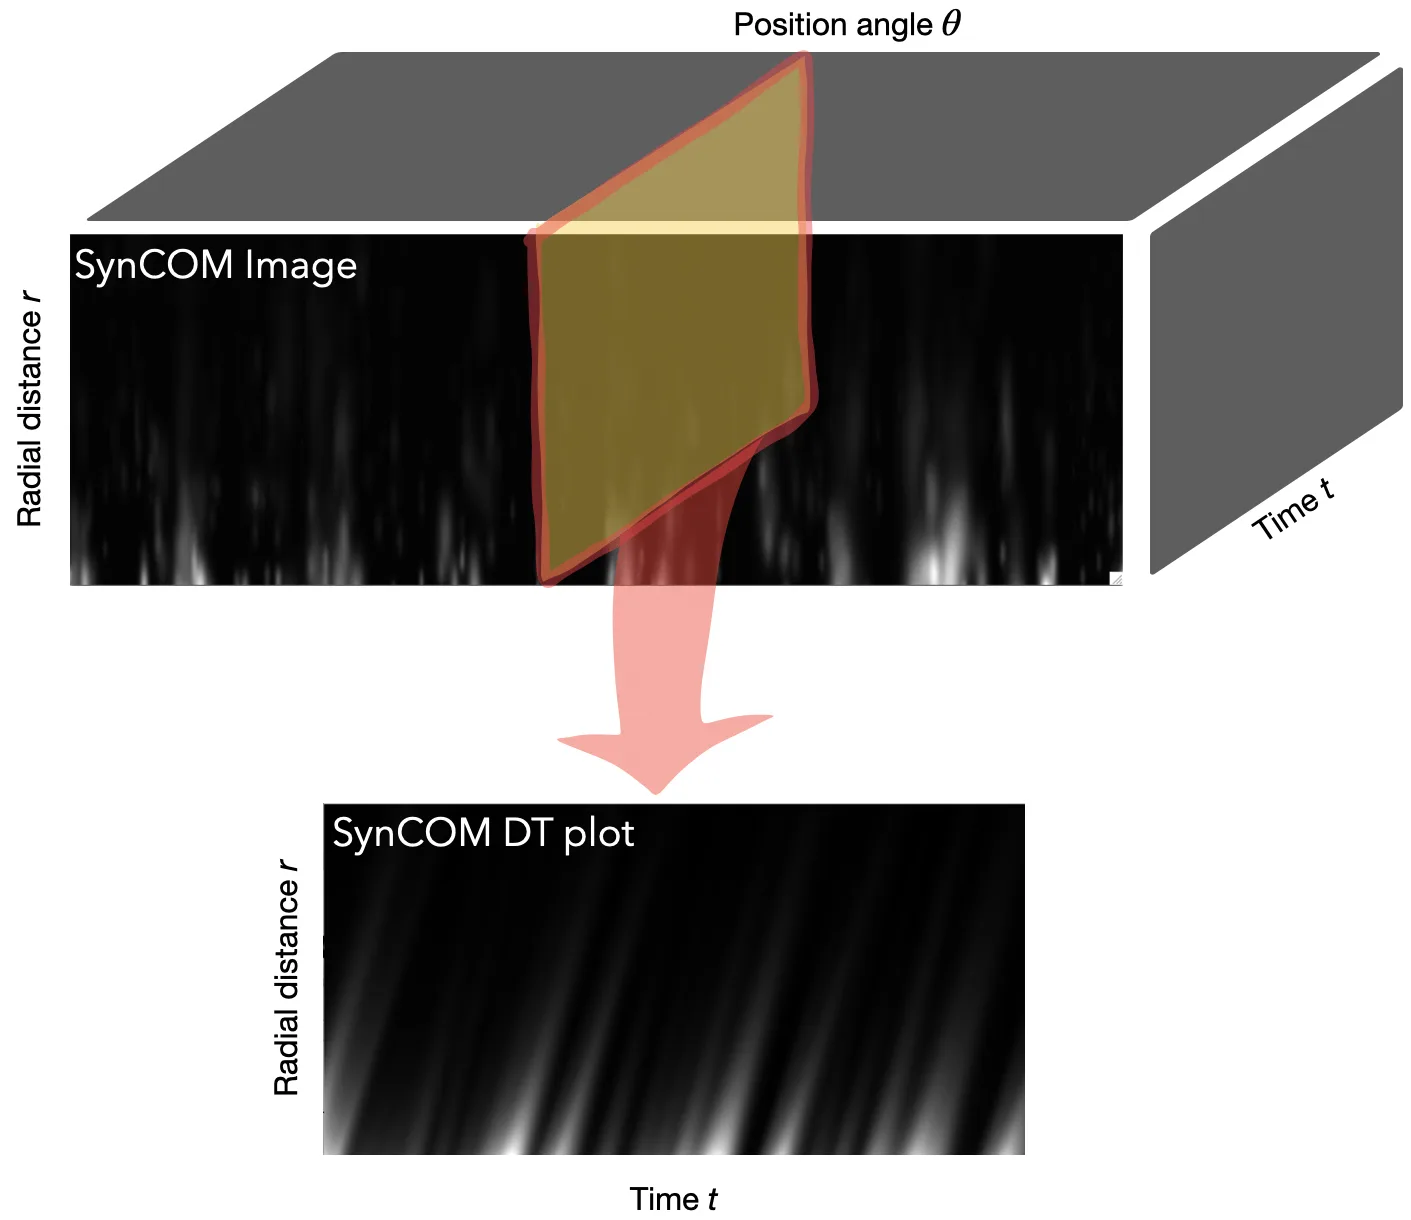 Position angle θ
SynCOM Image
Radial distance r
Time t
SynCOM DT plot
Radial distance r
Time t